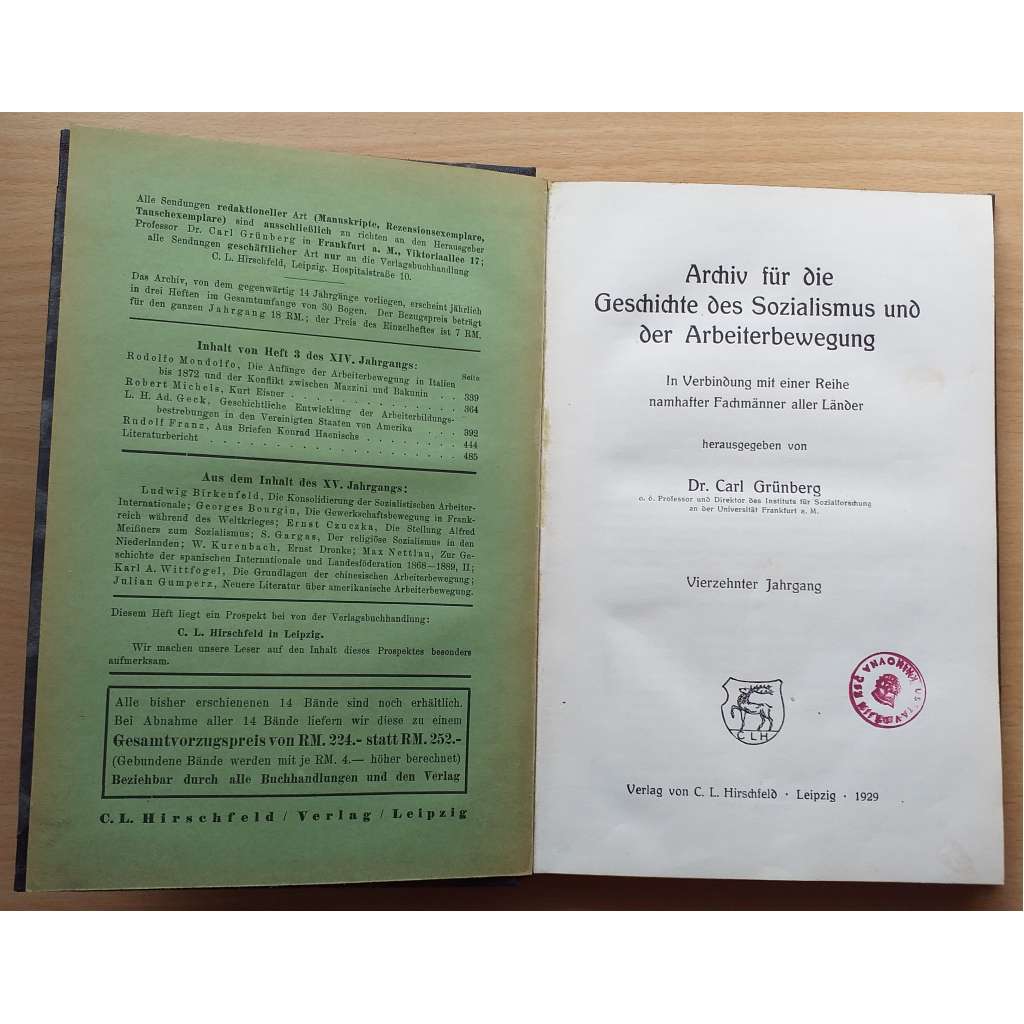 Alle Sendungen redaktioneller Art (Manuskripte, Rezensionsexemplare,
Tauschexemplare) sind ausschließlich zu richten an den Herausgeber
Professor Dr. Carl Grünberg in Frankfurt a. M., Viktoriaallee 17;
alle Sendungen geschäftlicher Art nur an die Verlagsbuchhandlung
C. L. Hirschfeld, Leipzig, Hospitalstraße 10.
Das Archiv, von dem gegenwärtig 14 Jahrgänge vorliegen, erscheint jährlich
in drei Heften im Gesamtumfange von 30 Bogen. Der Bezugspreis beträgt
für den ganzen Jahrgang 18 RM.; der Preis des Einzelheftes ist 7 RM.
Inhalt von Heft 3 des XIV. Jahrgangs:
Seite
Rodolfo Mondolfo, Die Anfänge der Arbeiterbewegung in Italien
bis 1872 und der Konflikt zwischen Mazzini und Bakunin . . 339
Robert Michels, Kurt Eisner . . . . . . . . . . . . . 364
L. H. Ad. Geck, Geschichtliche Entwicklung der Arbeiterbildungs-
bestrebungen in den Vereinigten Staaten von Amerika . . . 392
Rudolf Franz, Aus Briefen Konrad Haenischs . . . . . . . . 444
Literaturbericht . . . . . . . . . . . . . . . . 485
Aus dem Inhalt des XV. Jahrgangs:
Ludwig Birkenfeld, Die Konsolidierung der Sozialistischen Arbeiter-
Internationale; Georges Bourgin, Die Gewerkschaftsbewegung in Frank-
reich während des Weltkrieges; Ernst Czuczka, Die Stellung Alfred
Meißners zum Sozialismus; S. Gargas, Der religiöse Sozialismus in den
Niederlanden; W. Kurenbach, Ernst Dronke; Max Nettlau, Zur Ge-
schichte der spanischen Internationale und Landesföderation 1868–1889, II;
Karl A. Wittfogel, Die Grundlagen der chinesischen Arbeiterbewegung;
Julian Gumperz, Neuere Literatur über amerikanische Arbeiterbewegung.
Diesem Heft liegt ein Prospekt bei von der Verlagsbuchhandlung:
C. L. Hirschfeld in Leipzig.
Wir machen unsere Leser auf den Inhalt dieses Prospektes besonders
aufmerksam.
Alle bisher erschienenen 14 Bände sind noch erhältlich.
Bei Abnahme aller 14 Bände liefern wir diese zu einem
Gesamtvorzugspreis von RM. 224.- statt RM. 252.-
(Gebundene Bände werden mit je RM. 4.— höher berechnet)
Beziehbar durch alle Buchhandlungen und den Verlag
C. L. Hirschfeld / Verlag / Leipzig
Archiv für die
Geschichte des Sozialismus und
der Arbeiterbewegung
In Verbindung mit einer Reihe
namhafter Fachmänner aller Länder
herausgegeben von
Dr. Carl Grünberg
o. ö. Professor und Direktor des Instituts für Sozialforschung
an der Universität Frankfurt a. M.
Vierzehnter Jahrgang
CLH
Verlag von C. L. Hirschfeld · Leipzig · 1929